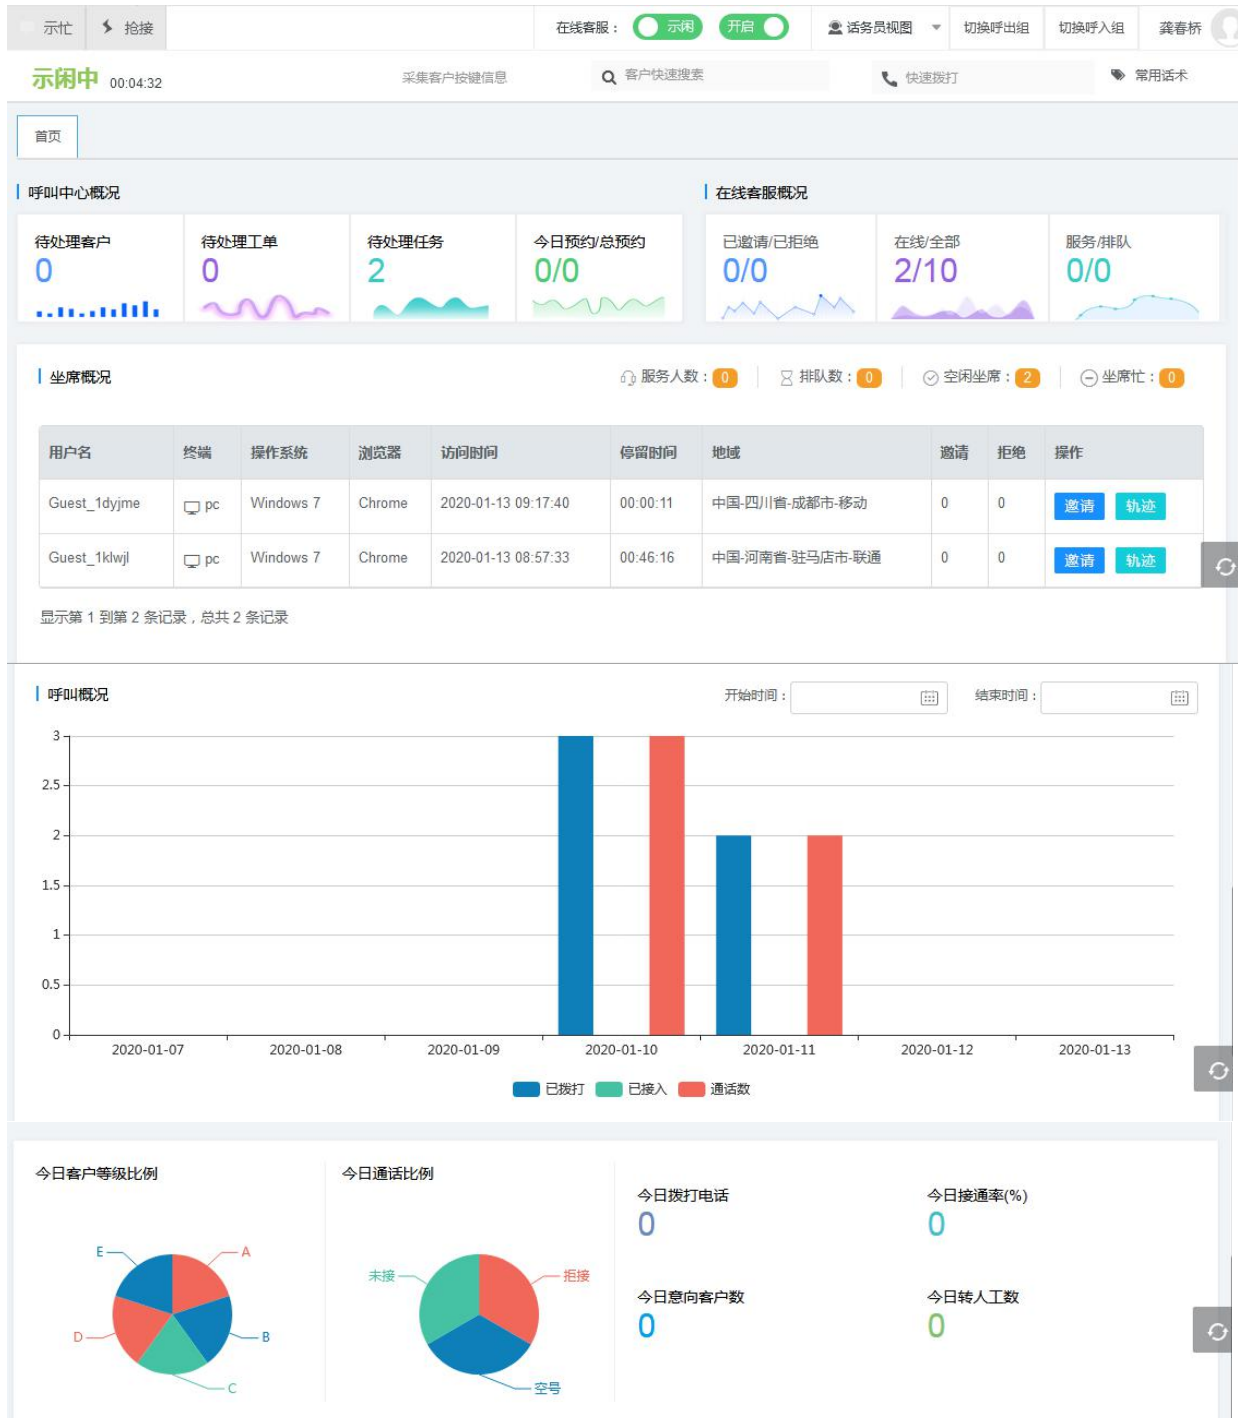 示忙 抢接 在线客服： 示闲 开启 话务员视图 切换呼出组 切换呼入组 龚春桥
示闲中 00:04:32 采集客户按键信息 客户快速搜索 快速拨打 常用话术
首页
呼叫中心概况 在线客服概况
待处理客户 待处理工单 待处理任务 今日预约/总预约 已邀请/已拒绝 在线/全部 服务/排队
0 0 2 0/0 0/0 2/10 0/0
坐席概况 服务人数：0 排队数：0 空闲坐席：2 坐席忙：0
用户名 终端 操作系统 浏览器 访问时间 停留时间 地域 邀请 拒绝 操作
Guest_1dyjme pc Windows 7 Chrome 2020-01-13 09:17:40 00:00:11 中国-四川省-成都市-移动 0 0 邀请 轨迹
Guest_1klwjl pc Windows 7 Chrome 2020-01-13 08:57:33 00:46:16 中国-河南省-驻马店市-联通 0 0 邀请 轨迹
显示第 1 到第 2 条记录，总共 2 条记录
呼叫概况 开始时间： 结束时间：
3
2.5
2
1.5
1
0.5
0
2020-01-07 2020-01-08 2020-01-09 2020-01-10 2020-01-11 2020-01-12 2020-01-13
已拨打 已接入 通话数
今日客户等级比例 今日通话比例
今日拨打电话 今日接通率(%)
0 0
E A
未接 拒接
今日意向客户数 今日转人工数
0 0
D B
C 空号